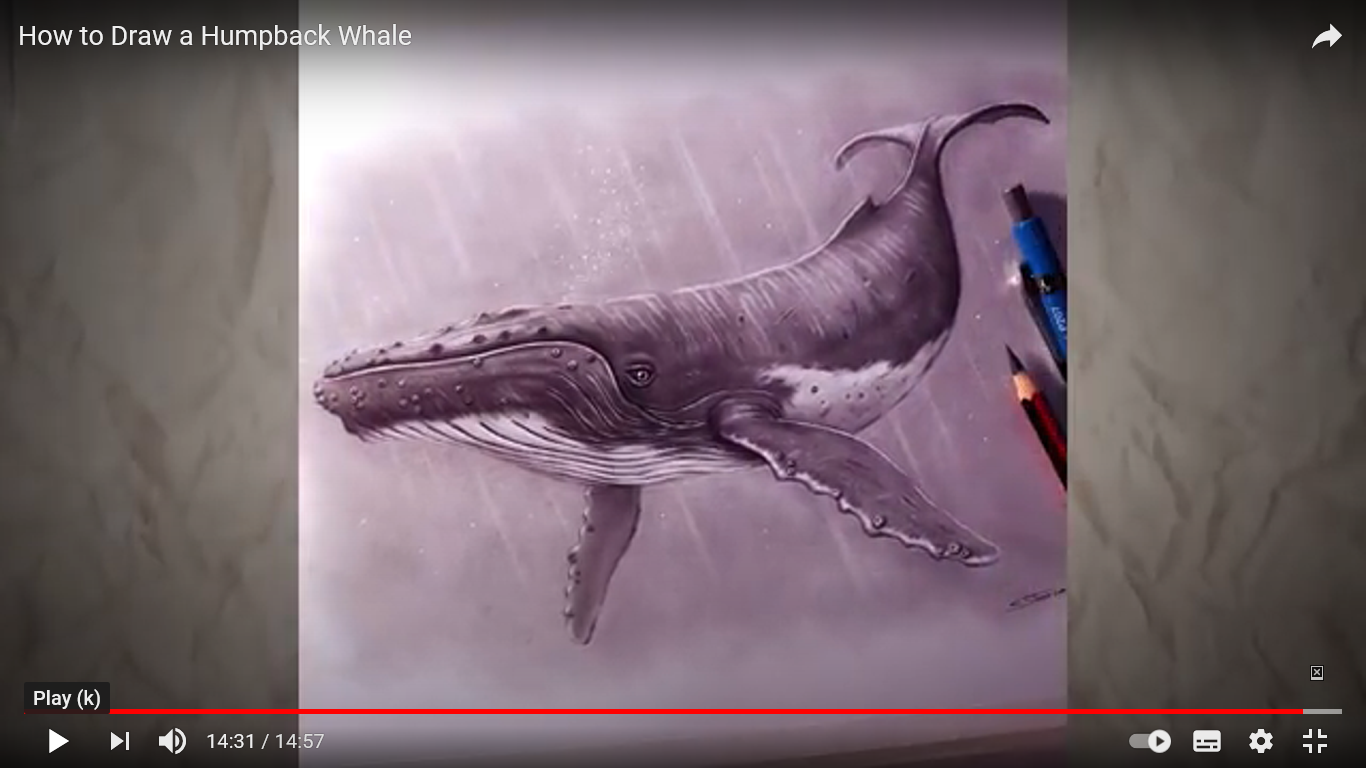 How to Draw a Humpback Whale
Play (k)
14:31 / 14:57